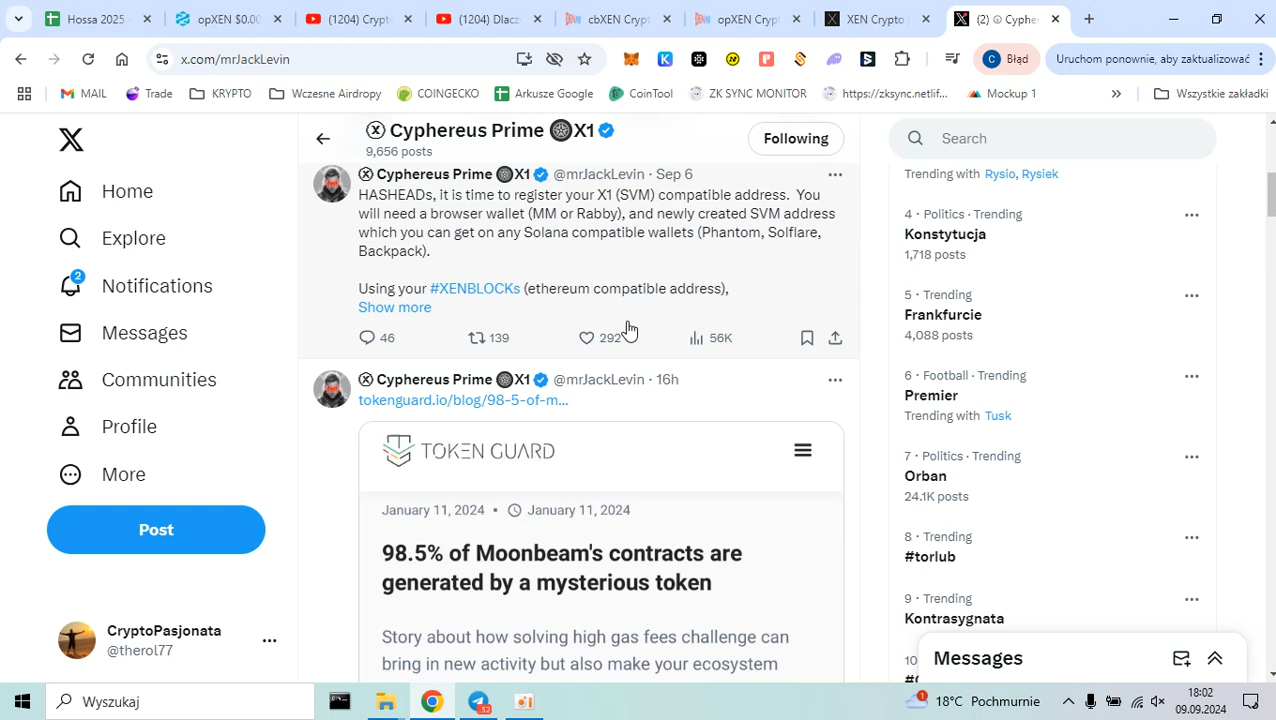 Hossa 2025
opXEN $0.00
(1204) Crypto
(1204) Dlacz
cbXEN Crypt
opXEN Cryp
XEN Crypto
(2) Ⓧ Cypher
x.com/mrJackLevin
Błąd
Uruchom ponownie, aby zaktualizować
MAIL
Trade
KRYPTO
Wczesne Airdropy
COINGECKO
Arkusze Google
CoinTool
ZK SYNC MONITOR
https://zksync.netlif...
Mockup 1
Wszystkie zakładki
Ⓧ Cyphereus Prime X1
9,656 posts
Following
Search
Home
Explore
2
Notifications
Messages
Communities
Profile
More
Post
CryptoPasjonata
@therol77
Ⓧ Cyphereus Prime X1 @mrJackLevin · Sep 6
HASHEADs, it is time to register your X1 (SVM) compatible address. You
will need a browser wallet (MM or Rabby), and newly created SVM address
which you can get on any Solana compatible wallets (Phantom, Solflare,
Backpack).
Using your #XENBLOCKs (ethereum compatible address),
Show more
46 139 292 56K
Ⓧ Cyphereus Prime X1 @mrJackLevin · 16h
tokenguard.io/blog/98-5-of-m...
TOKEN GUARD
January 11, 2024 • January 11, 2024
98.5% of Moonbeam's contracts are
generated by a mysterious token
Story about how solving high gas fees challenge can
bring in new activity but also make your ecosystem
Trending with Rysio, Rysiek
4 · Politics · Trending
Konstytucja
1,718 posts
5 · Trending
Frankfurcie
4,088 posts
6 · Football · Trending
Premier
Trending with Tusk
7 · Politics · Trending
Orban
24.1K posts
8 · Trending
#torlub
9 · Trending
Kontrasygnata
10
Messages
Wyszukaj
52
1
18°C Pochmurnie
18:02
09.09.2024